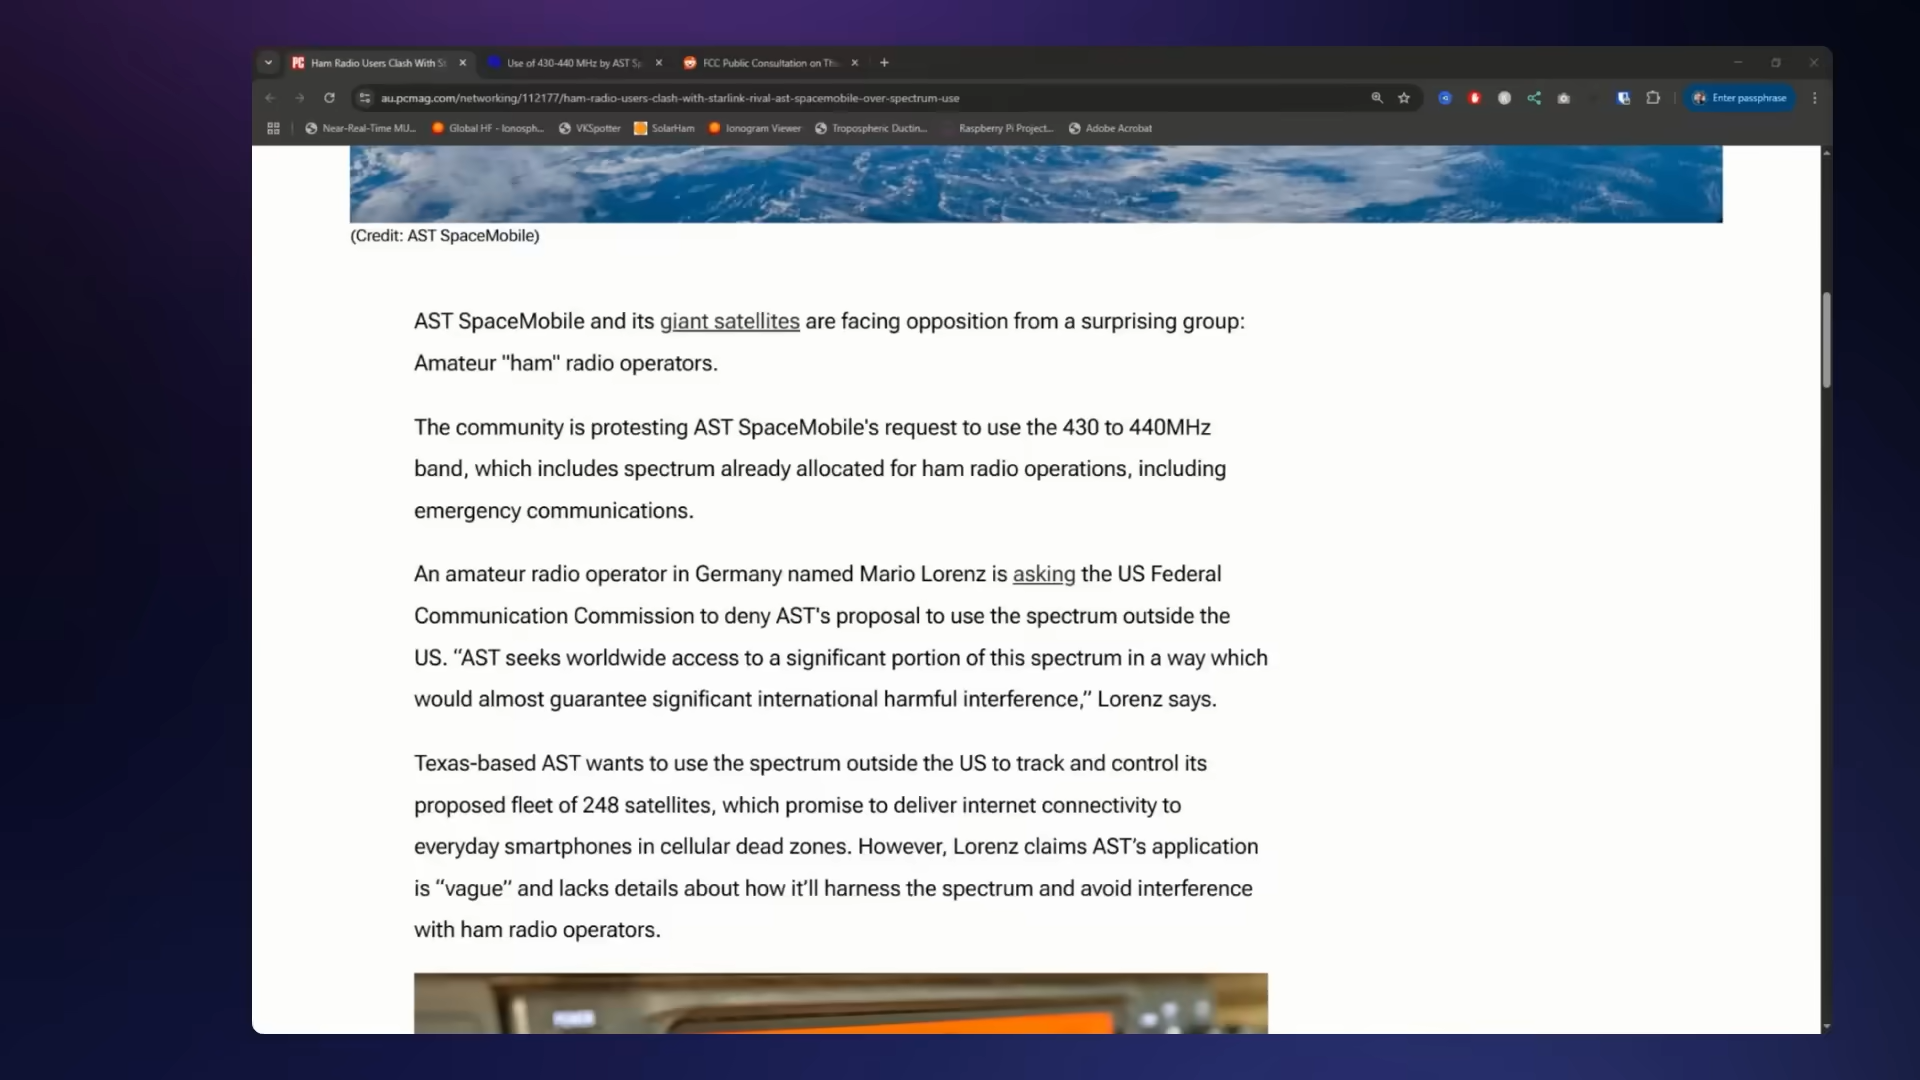 Ham Radio Users Clash With St
Use of 430-440 MHz by AST Sp
FCC Public Consultation on Th
au.pcmag.com/networking/112177/ham-radio-users-clash-with-starlink-rival-ast-spacemobile-over-spectrum-use
Enter passphrase
Near-Real-Time MU...
Global HF - Ionosph...
VKSpotter
SolarHam
Ionogram Viewer
Tropospheric Ductin...
Raspberry Pi Project...
Adobe Acrobat
(Credit: AST SpaceMobile)
AST SpaceMobile and its giant satellites are facing opposition from a surprising group:
Amateur "ham" radio operators.
The community is protesting AST SpaceMobile's request to use the 430 to 440MHz
band, which includes spectrum already allocated for ham radio operations, including
emergency communications.
An amateur radio operator in Germany named Mario Lorenz is asking the US Federal
Communication Commission to deny AST's proposal to use the spectrum outside the
US. “AST seeks worldwide access to a significant portion of this spectrum in a way which
would almost guarantee significant international harmful interference,” Lorenz says.
Texas-based AST wants to use the spectrum outside the US to track and control its
proposed fleet of 248 satellites, which promise to deliver internet connectivity to
everyday smartphones in cellular dead zones. However, Lorenz claims AST’s application
is “vague” and lacks details about how it’ll harness the spectrum and avoid interference
with ham radio operators.
POWER